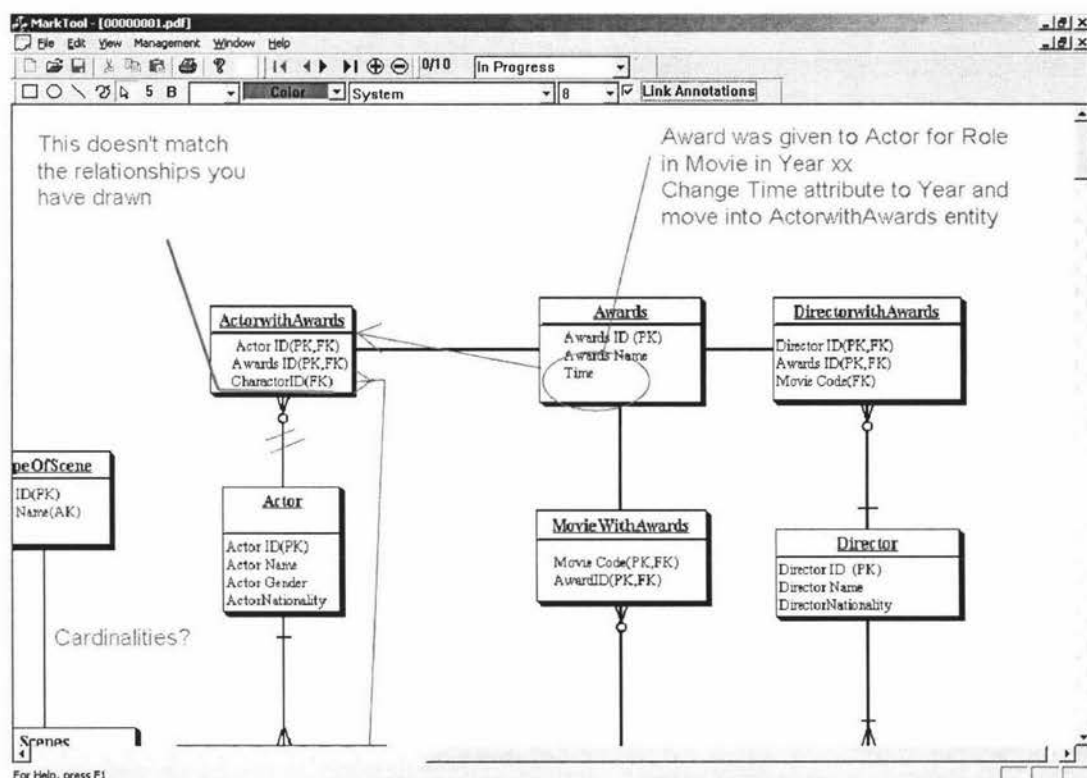 MarkTool - [00000001.pdf]
File Edit View Management Window Help
0/10 In Progress
5 B Color System 8 Link Annotations
This doesn't match
the relationships you
have drawn
Award was given to Actor for Role
in Movie in Year xx
Change Time attribute to Year and
move into ActorwithAwards entity
ActorwithAwards
Actor ID(PK,FK)
Awards ID(PK,FK)
CharactorID(FK)
Awards
Awards ID (PK)
Awards Name
Time
DirectorwithAwards
Director ID(PK,FK)
Awards ID(PK,FK)
Movie Code(FK)
peOfScene
ID(PK)
Name(AK)
Actor
Actor ID(PK)
Actor Name
Actor Gender
ActorNationality
MovieWithAwards
Movie Code(PK,FK)
AwardID(PK,FK)
Director
Director ID (PK)
Director Name
DirectorNationality
Cardinalities?
Scenes
For Help, press F1